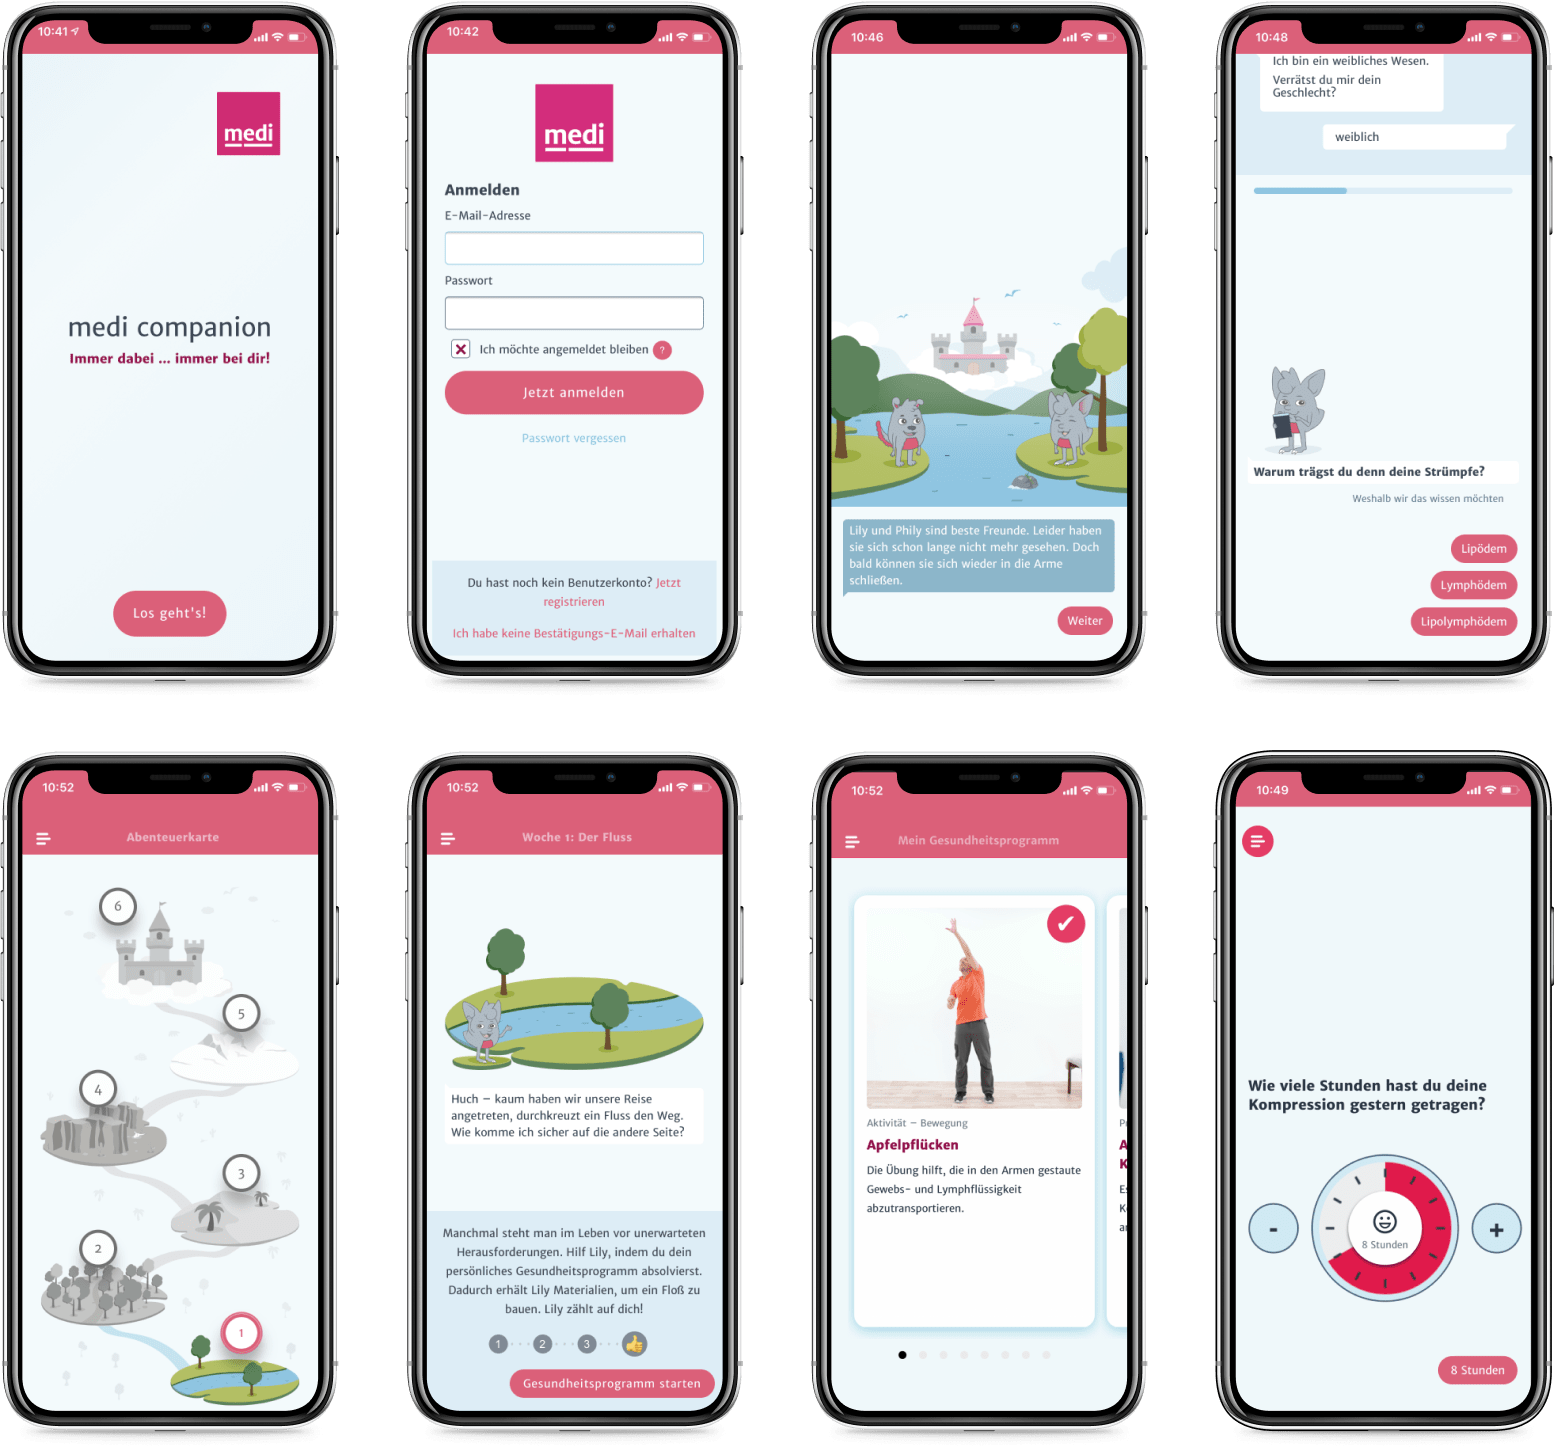 10:41
medi
medi companion
Immer dabei ... immer bei dir!
Los geht's!
10:42
medi
Anmelden
E-Mail-Adresse
Passwort
Ich möchte angemeldet bleiben ?
Jetzt anmelden
Passwort vergessen
Du hast noch kein Benutzerkonto? Jetzt
registrieren
Ich habe keine Bestätigungs-E-Mail erhalten
10:46
Lily und Phily sind beste Freunde. Leider haben
sie sich schon lange nicht mehr gesehen. Doch
bald können sie sich wieder in die Arme
schließen.
Weiter
10:48
Ich bin ein weibliches Wesen.
Verrätst du mir dein
Geschlecht?
weiblich
Warum trägst du denn deine Strümpfe?
Weshalb wir das wissen möchten
Lipödem
Lymphödem
Lipolymphödem
10:52
Abenteuerkarte
6
5
4
3
2
1
10:52
Woche 1: Der Fluss
Huch – kaum haben wir unsere Reise
angetreten, durchkreuzt ein Fluss den Weg.
Wie komme ich sicher auf die andere Seite?
Manchmal steht man im Leben vor unerwarteten
Herausforderungen. Hilf Lily, indem du dein
persönliches Gesundheitsprogramm absolvierst.
Dadurch erhält Lily Materialien, um ein Floß zu
bauen. Lily zählt auf dich!
1 2 3
Gesundheitsprogramm starten
10:52
Mein Gesundheitsprogramm
Aktivität – Bewegung
Apfelpflücken
Die Übung hilft, die in den Armen gestaute
Gewebs- und Lymphflüssigkeit
abzutransportieren.
10:49
Wie viele Stunden hast du deine
Kompression gestern getragen?
-
8 Stunden
+
8 Stunden